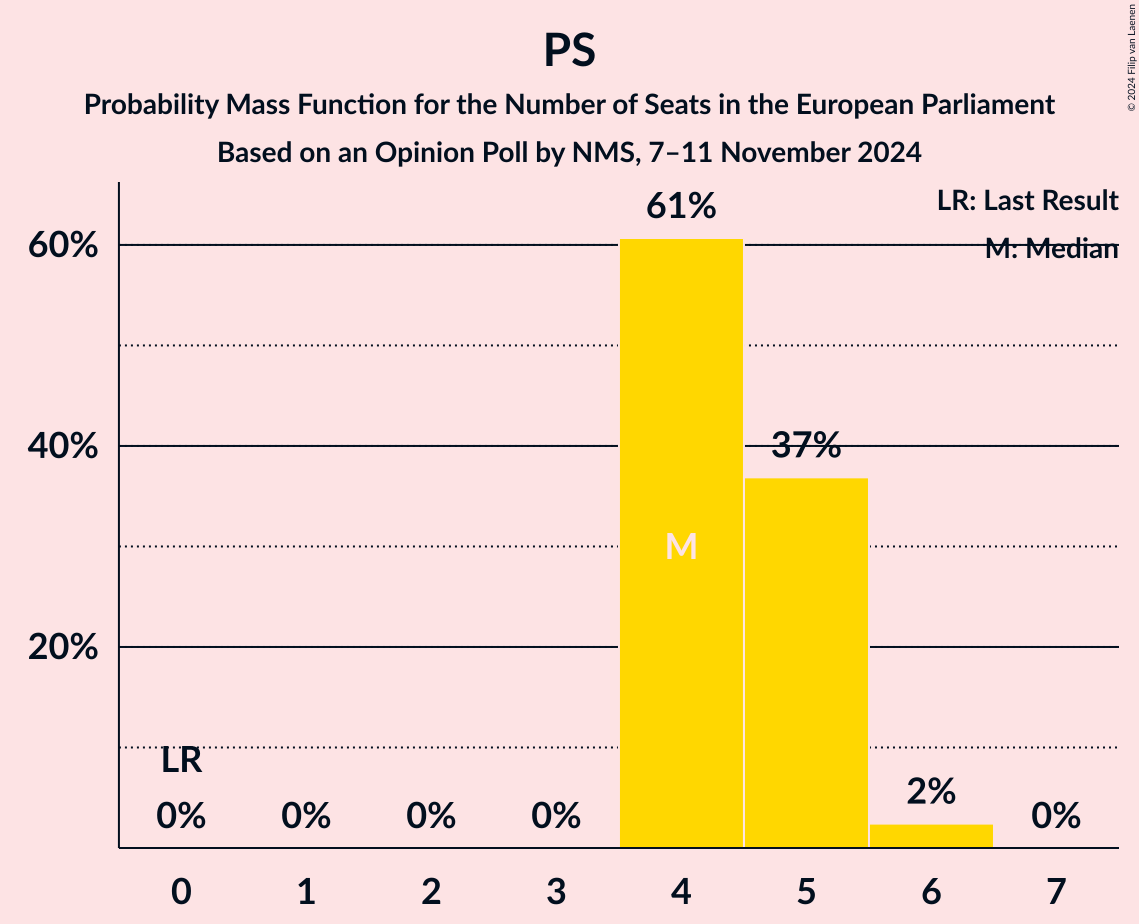 PS
Probability Mass Function for the Number of Seats in the European Parliament
Based on an Opinion Poll by NMS, 7–11 November 2024
© 2024 Filip van Laenen
LR: Last Result
M: Median
61%
60%
40%
37%
M
20%
LR
0% 0% 0% 0% 2% 0%
0 1 2 3 4 5 6 7